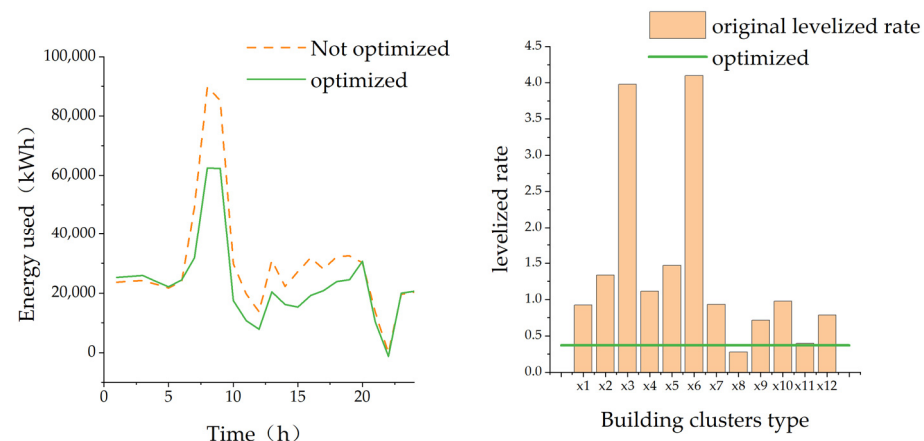 Not optimized
optimized
100,000
80,000
60,000
40,000
20,000
0
Energy used（kWh）
0
5
10
15
20
Time（h）
original levelized rate
optimized
4.5
4.0
3.5
3.0
2.5
2.0
1.5
1.0
0.5
0.0
levelized rate
x1 x2 x3 x4 x5 x6 x7 x8 x9 x10 x11 x12
Building clusters type